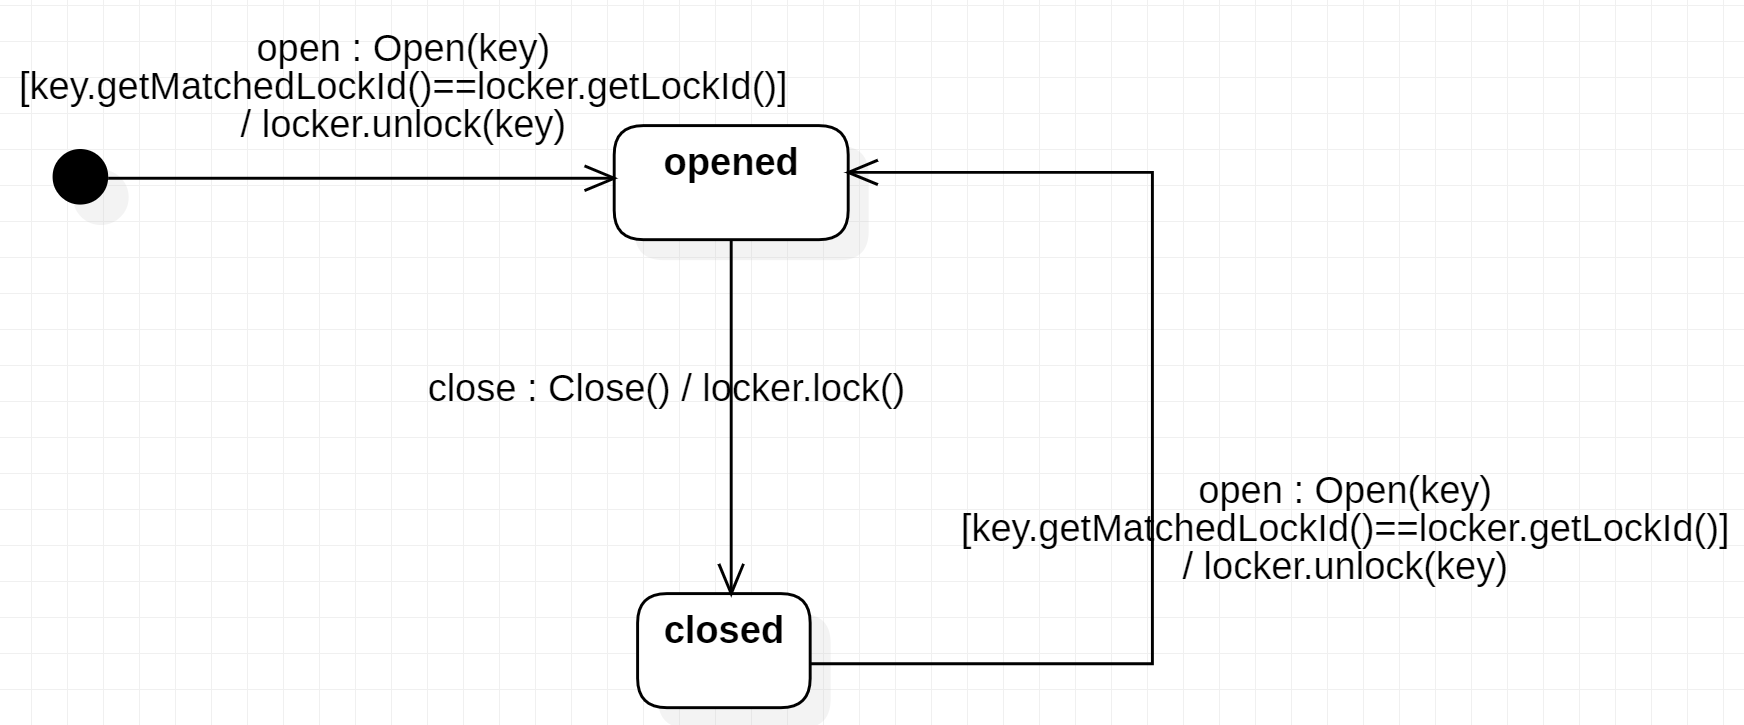 open : Open(key)
[key.getMatchedLockId()==locker.getLockId()]
/ locker.unlock(key)
opened
close : Close() / locker.lock()
open : Open(key)
[key.getMatchedLockId()==locker.getLockId()]
/ locker.unlock(key)
closed